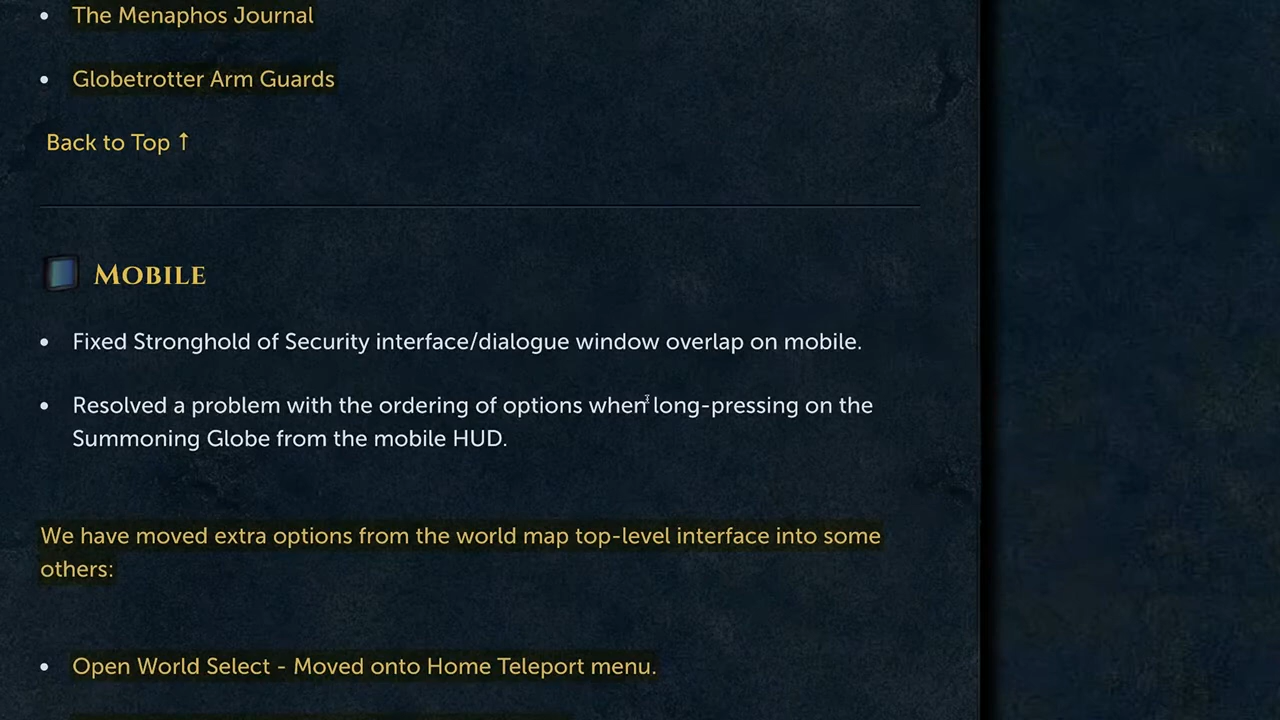 The Menaphos Journal
Globetrotter Arm Guards
Back to Top ↑
MOBILE
Fixed Stronghold of Security interface/dialogue window overlap on mobile.
Resolved a problem with the ordering of options when long-pressing on the
Summoning Globe from the mobile HUD.
We have moved extra options from the world map top-level interface into some
others:
Open World Select - Moved onto Home Teleport menu.